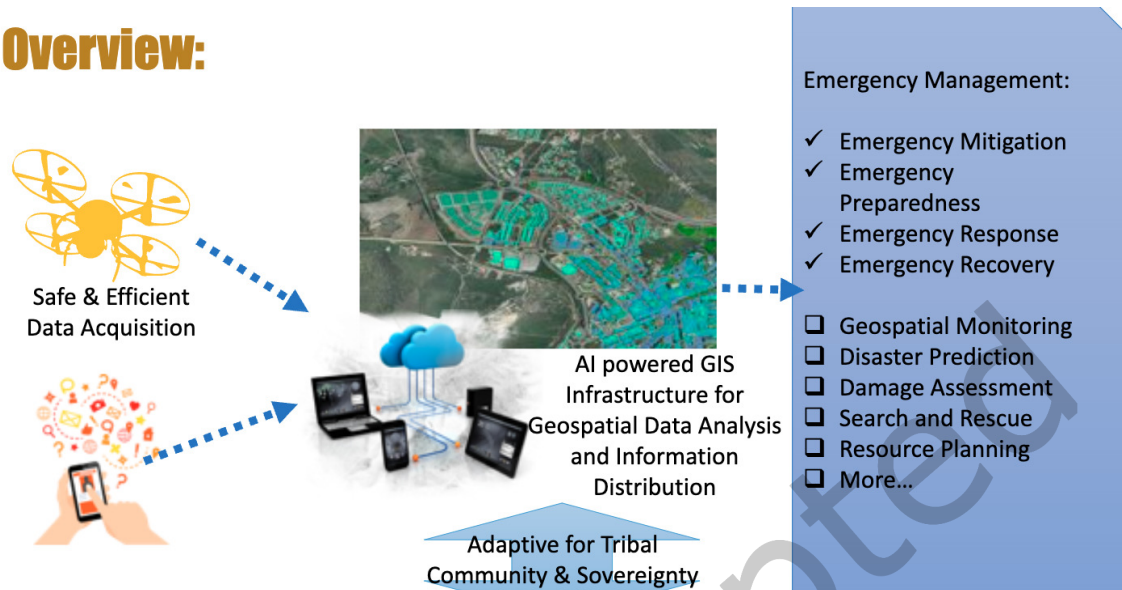 Overview:
Safe & Efficient
Data Acquisition
AI powered GIS
Infrastructure for
Geospatial Data Analysis
and Information
Distribution
Adaptive for Tribal
Community & Sovereignty
Emergency Management:
✓ Emergency Mitigation
✓ Emergency
Preparedness
✓ Emergency Response
✓ Emergency Recovery
❑ Geospatial Monitoring
❑ Disaster Prediction
❑ Damage Assessment
❑ Search and Rescue
❑ Resource Planning
❑ More...